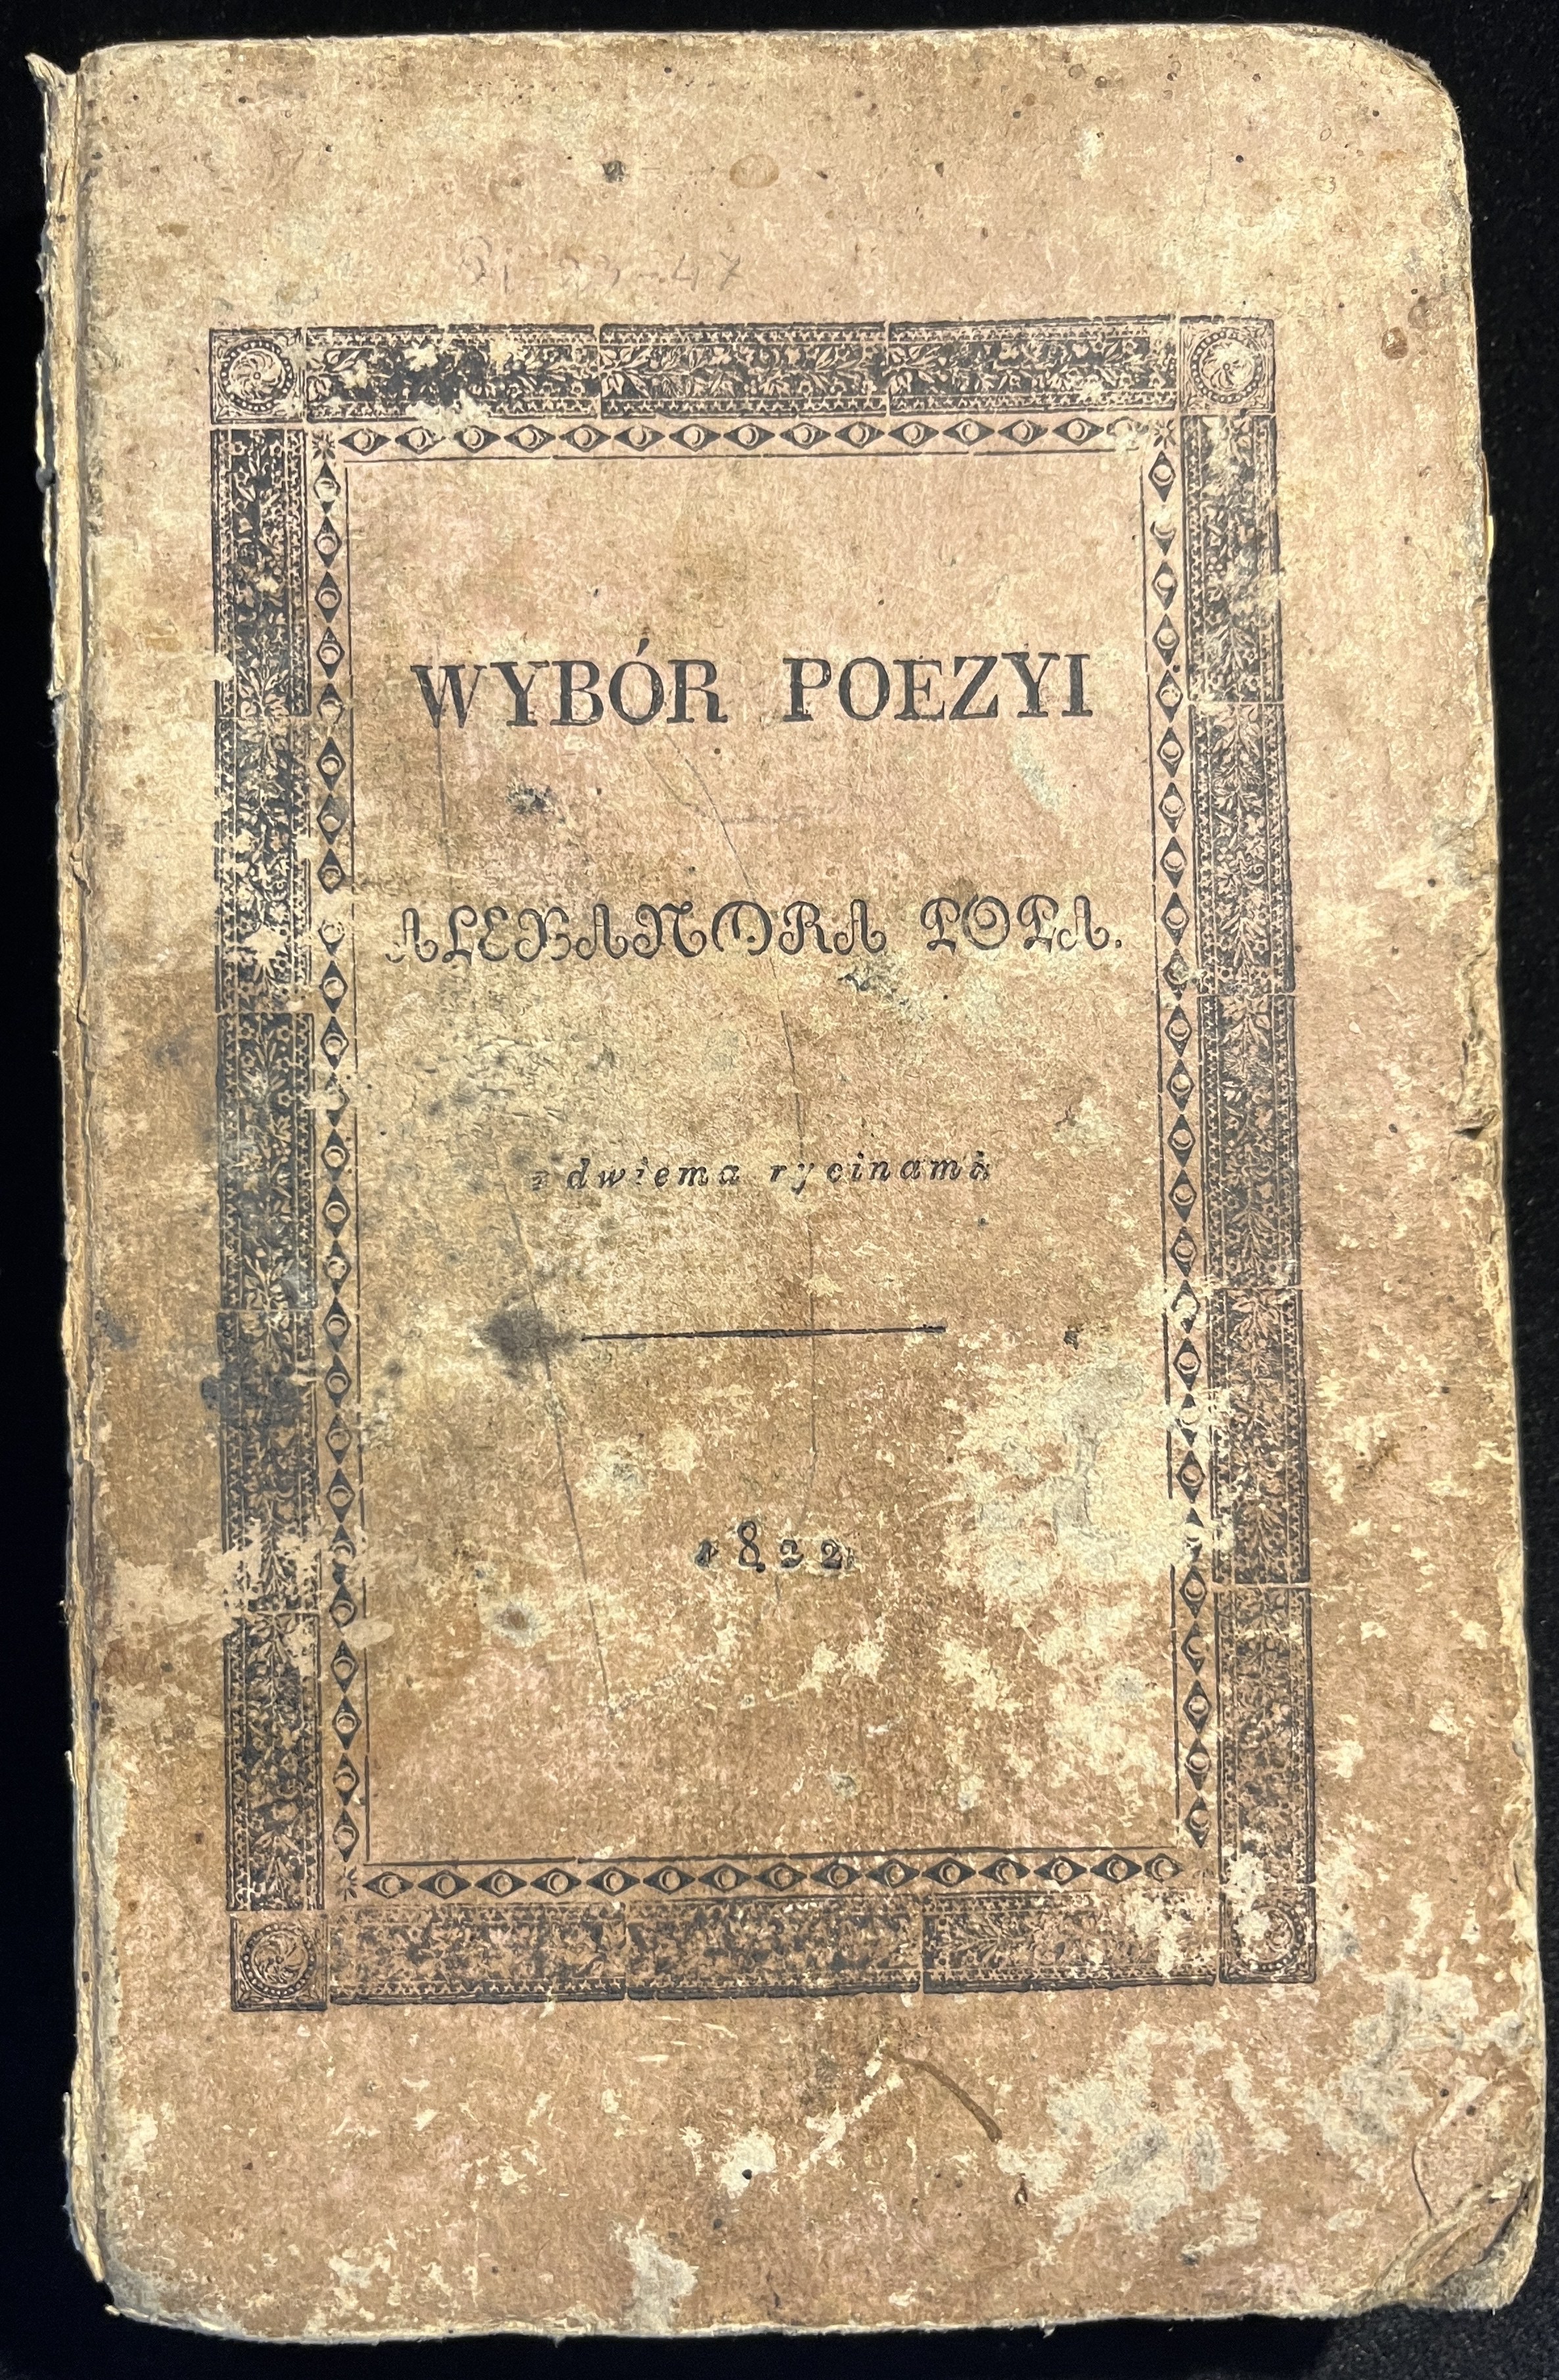 WYBÓR POEZYI
ALEXANDRA POPA.
z dwiema rycinami
1822